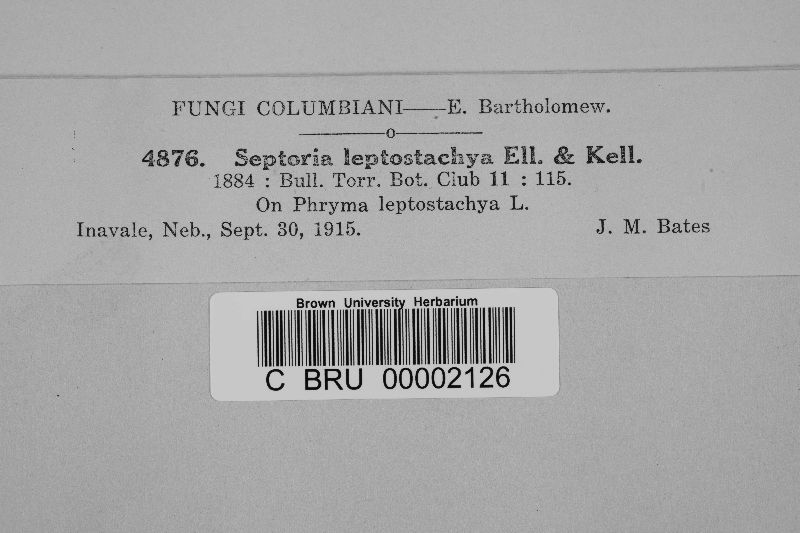 FUNGI COLUMBIANI—E. Bartholomew.
4876. Septoria leptostachya Ell. & Kell.
1884 : Bull. Torr. Bot. Club 11 : 115.
On Phryma leptostachya L.
Inavale, Neb., Sept. 30, 1915. J. M. Bates
Brown University Herbarium
C BRU 00002126